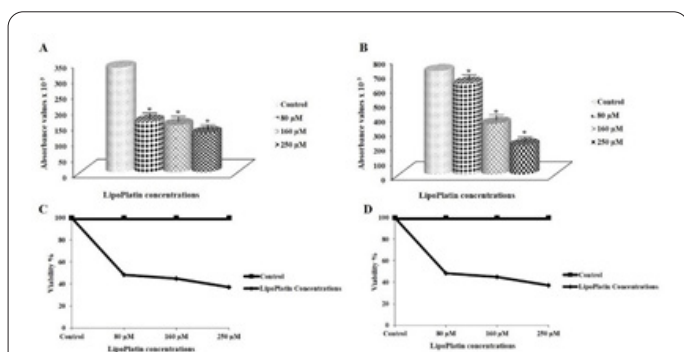 A
350
300
250
200
150
100
50
0
Absorbance values x 10⁻³
* * *
Control
80 µM
160 µM
250 µM
LipoPlatin concentrations
B
800
700
600
500
400
300
200
100
0
Absorbance values x 10⁻³
* * *
Control
80 µM
160 µM
250 µM
LipoPlatin concentrations
C
100
80
60
40
20
0
Viability %
Control 80 µM 160 µM 250 µM
LipoPlatin concentrations
Control
LipoPlatin Concentrations
D
100
80
60
40
20
0
Viability %
Control 80 µM 160 µM 250 µM
LipoPlatin concentrations
Control
LipoPlatin Concentrations